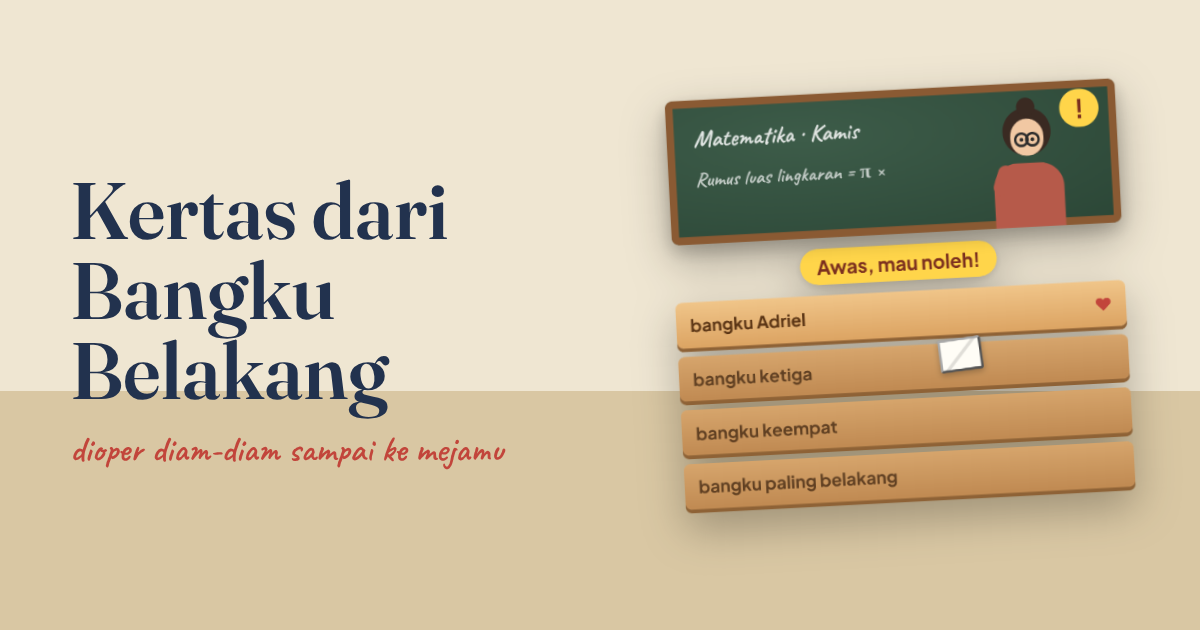 Kertas dari
Bangku
Belakang
dioper diam-diam sampai ke mejamu
Matematika · Kamis
Rumus luas lingkaran = π ×
!
Awas, mau noleh!
bangku Adriel
bangku ketiga
bangku keempat
bangku paling belakang